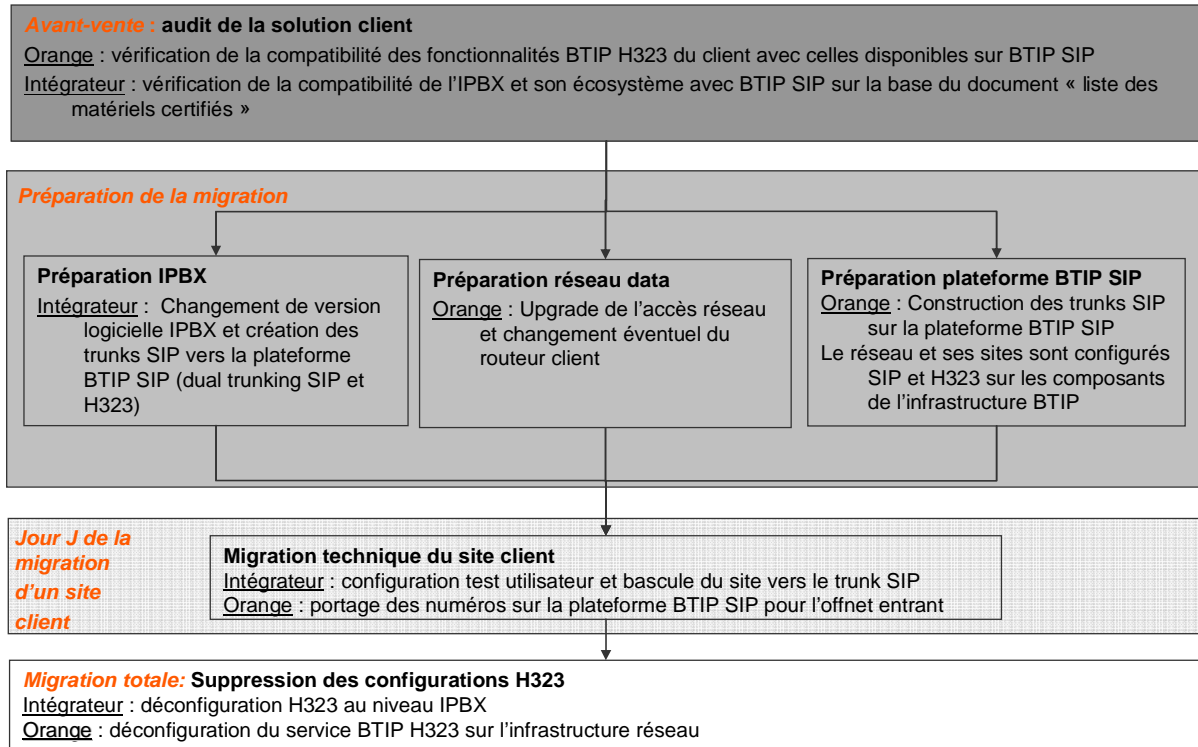 Avant-vente : audit de la solution client
Orange : vérification de la compatibilité des fonctionnalités BTIP H323 du client avec celles disponibles sur BTIP SIP
Intégrateur : vérification de la compatibilité de l'IPBX et son écosystème avec BTIP SIP sur la base du document « liste des
matériels certifiés »
Préparation de la migration
Préparation IPBX
Intégrateur : Changement de version
logicielle IPBX et création des
trunks SIP vers la plateforme
BTIP SIP (dual trunking SIP et
H323)
Préparation réseau data
Orange : Upgrade de l'accès réseau
et changement éventuel du
routeur client
Préparation plateforme BTIP SIP
Orange : Construction des trunks SIP
sur la plateforme BTIP SIP
Le réseau et ses sites sont configurés
SIP et H323 sur les composants
de l'infrastructure BTIP
Jour J de la
migration
d'un site
client
Migration technique du site client
Intégrateur : configuration test utilisateur et bascule du site vers le trunk SIP
Orange : portage des numéros sur la plateforme BTIP SIP pour l'offnet entrant
Migration totale: Suppression des configurations H323
Intégrateur : déconfiguration H323 au niveau IPBX
Orange : déconfiguration du service BTIP H323 sur l'infrastructure réseau